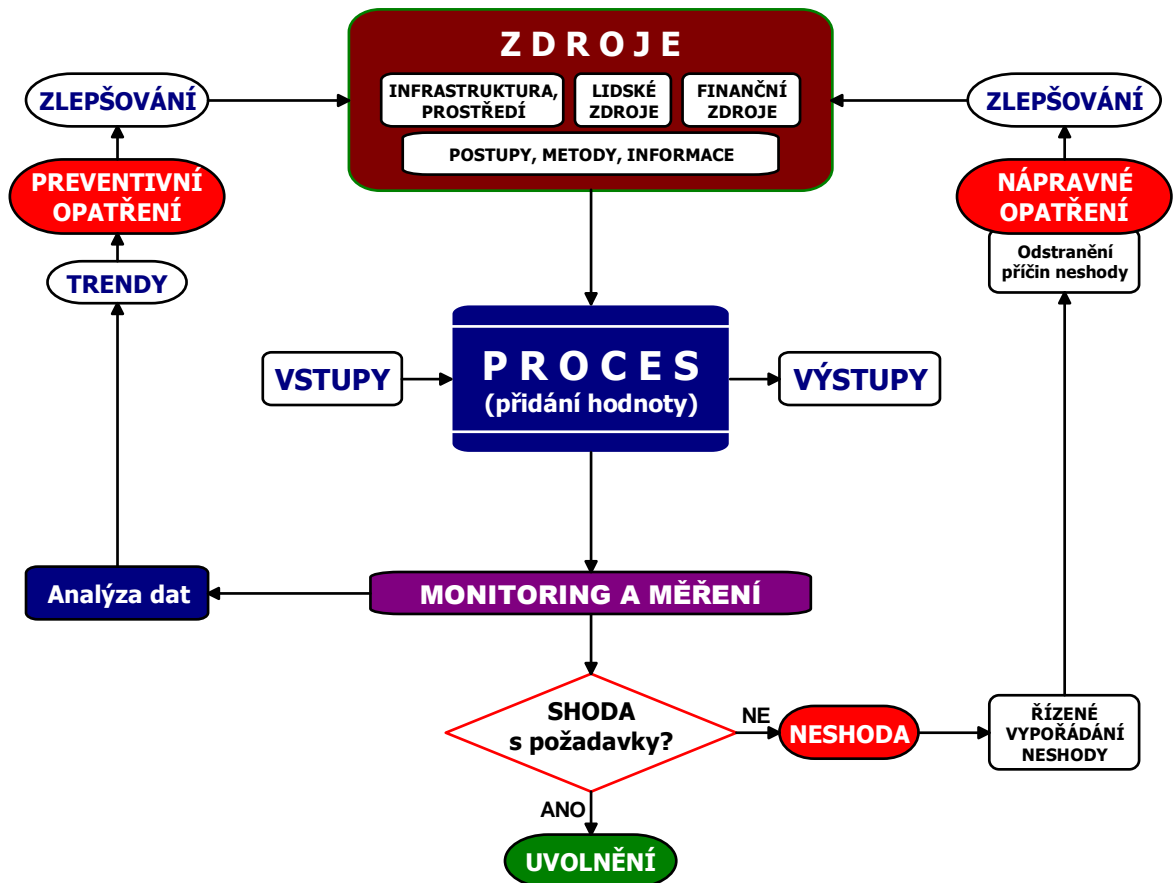 Z D R O J E
INFRASTRUKTURA,
PROSTŘEDÍ
LIDSKÉ
ZDROJE
FINANČNÍ
ZDROJE
POSTUPY, METODY, INFORMACE
ZLEPŠOVÁNÍ
PREVENTIVNÍ
OPATŘENÍ
TRENDY
ZLEPŠOVÁNÍ
NÁPRAVNÉ
OPATŘENÍ
Odstranění
příčin neshody
VSTUPY
P R O C E S
(přidání hodnoty)
VÝSTUPY
Analýza dat
MONITORING A MĚŘENÍ
SHODA
s požadavky?
NE
NESHODA
ŘÍZENÉ
VYPOŘÁDÁNÍ
NESHODY
ANO
UVOLNĚNÍ